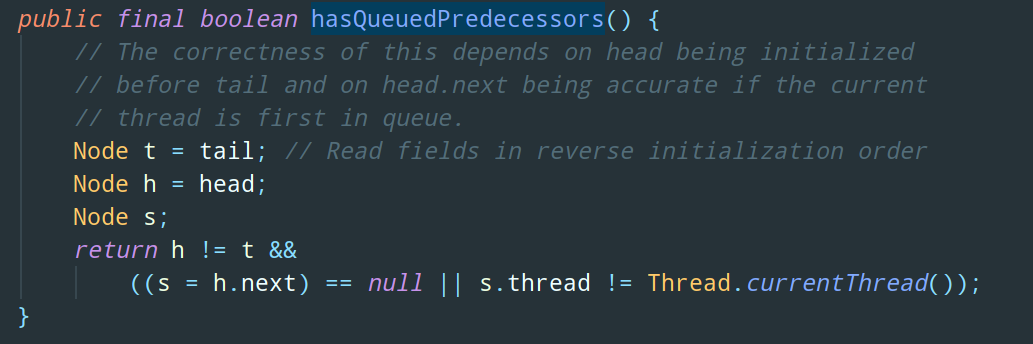 public final boolean hasQueuedPredecessors() {
// The correctness of this depends on head being initialized
// before tail and on head.next being accurate if the current
// thread is first in queue.
Node t = tail; // Read fields in reverse initialization order
Node h = head;
Node s;
return h != t &&
((s = h.next) == null || s.thread != Thread.currentThread());
}